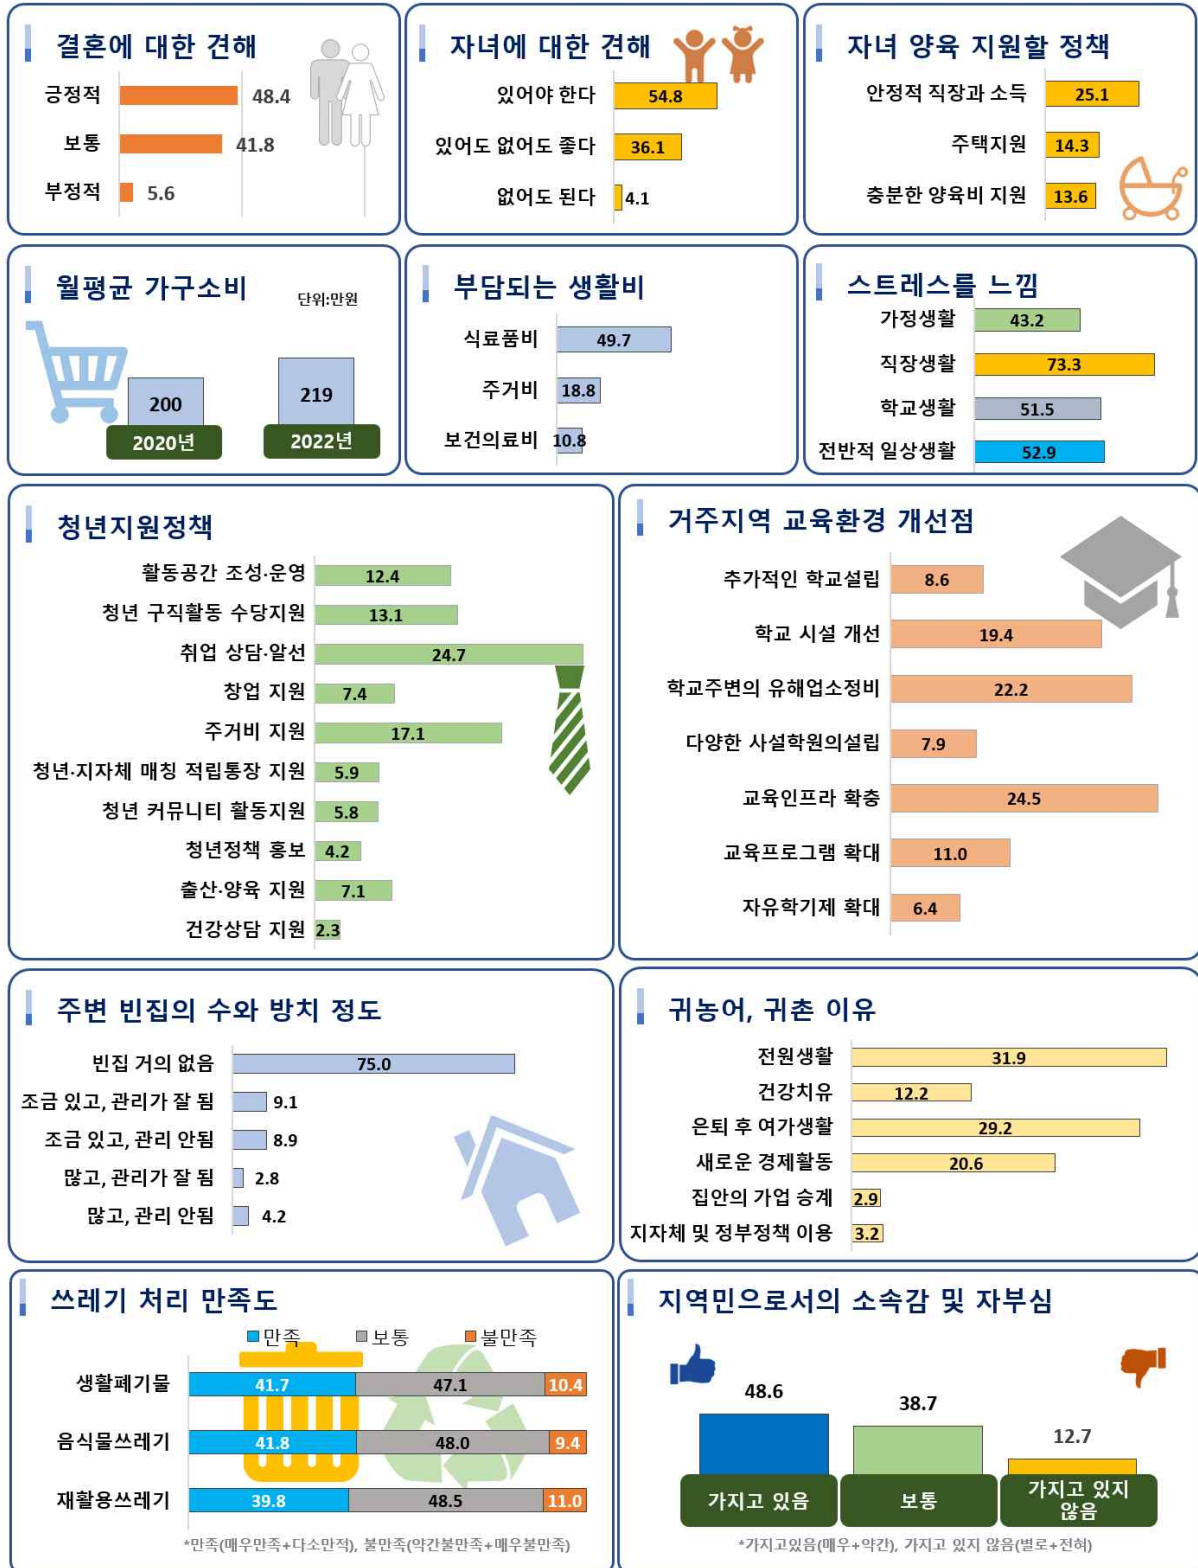 결혼에 대한 견해
긍정적 48.4
보통 41.8
부정적 5.6
자녀에 대한 견해
있어야 한다 54.8
있어도 없어도 좋다 36.1
없어도 된다 4.1
자녀 양육 지원할 정책
안정적 직장과 소득 25.1
주택지원 14.3
충분한 양육비 지원 13.6
월평균 가구소비
단위:만원
200 219
2020년 2022년
부담되는 생활비
식료품비 49.7
주거비 18.8
보건의료비 10.8
스트레스를 느낌
가정생활 43.2
직장생활 73.3
학교생활 51.5
전반적 일상생활 52.9
청년지원정책
활동공간 조성·운영 12.4
청년 구직활동 수당지원 13.1
취업 상담·알선 24.7
창업 지원 7.4
주거비 지원 17.1
청년·지자체 매칭 적립통장 지원 5.9
청년 커뮤니티 활동지원 5.8
청년정책 홍보 4.2
출산·양육 지원 7.1
건강상담 지원 2.3
거주지역 교육환경 개선점
추가적인 학교설립 8.6
학교 시설 개선 19.4
학교주변의 유해업소정비 22.2
다양한 사설학원의설립 7.9
교육인프라 확충 24.5
교육프로그램 확대 11.0
자유학기제 확대 6.4
주변 빈집의 수와 방치 정도
빈집 거의 없음 75.0
조금 있고, 관리가 잘 됨 9.1
조금 있고, 관리 안됨 8.9
많고, 관리가 잘 됨 2.8
많고, 관리 안됨 4.2
귀농어, 귀촌 이유
전원생활 31.9
건강치유 12.2
은퇴 후 여가생활 29.2
새로운 경제활동 20.6
집안의 가업 승계 2.9
지자체 및 정부정책 이용 3.2
쓰레기 처리 만족도
만족 보통 불만족
생활폐기물 41.7 47.1 10.4
음식물쓰레기 41.8 48.0 9.4
재활용쓰레기 39.8 48.5 11.0
*만족(매우만족+다소만적), 불만족(약간불만족+매우불만족)
지역민으로서의 소속감 및 자부심
48.6 38.7 12.7
가지고 있음 보통 가지고 있지
않음
*가지고있음(매우+약간), 가지고 있지 않음(별로+전혀)